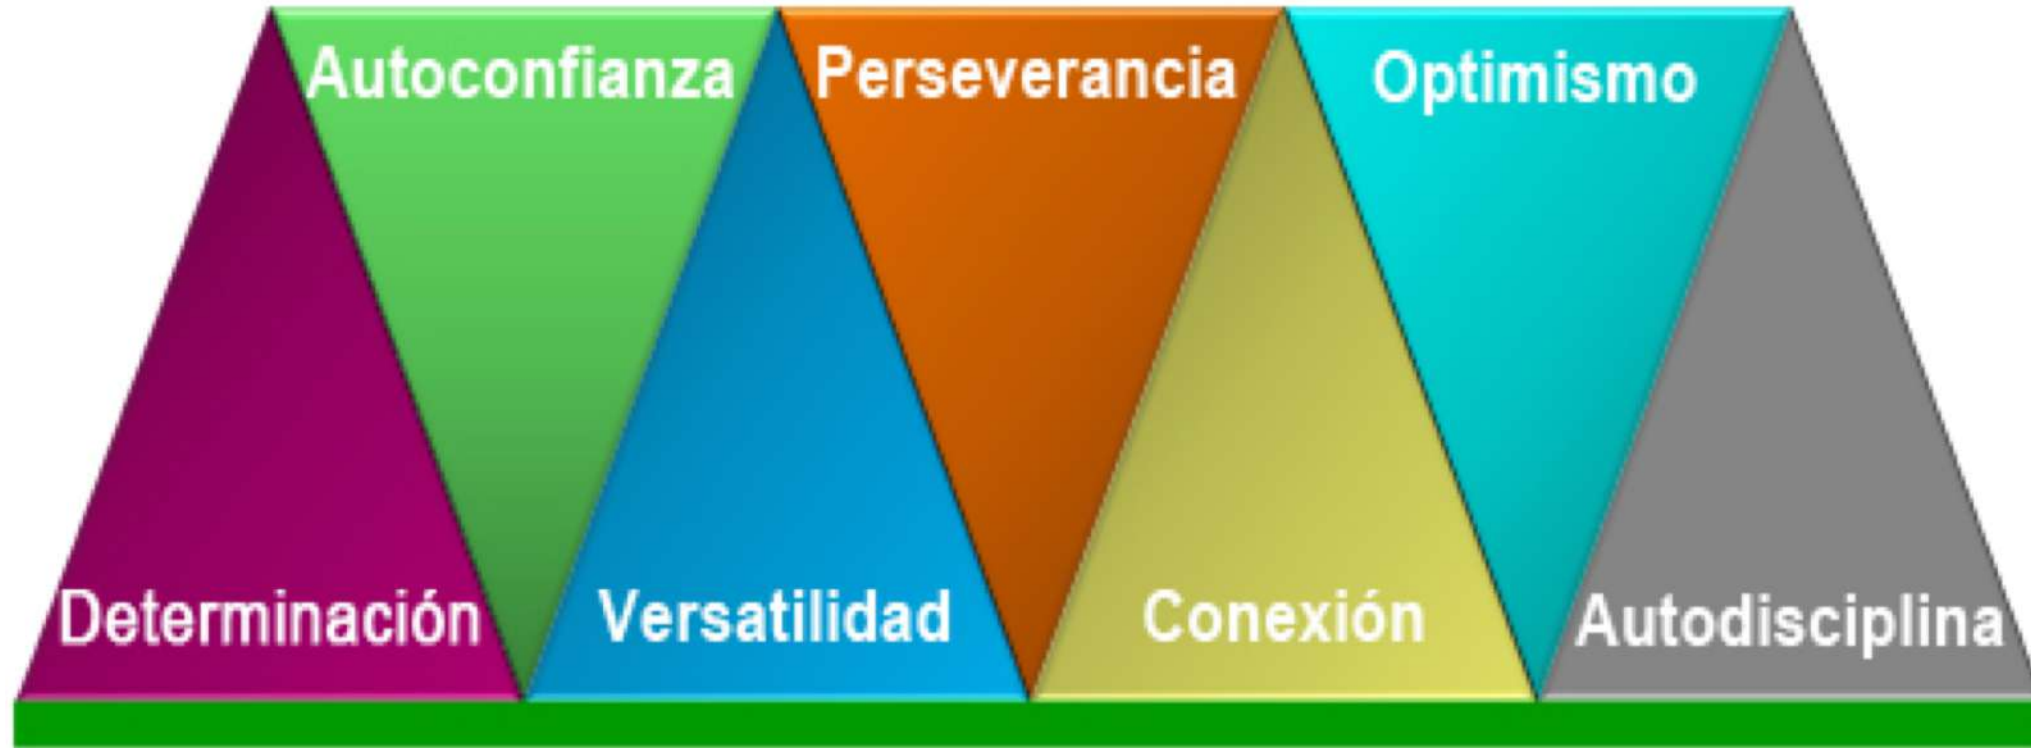 Autoconfianza
Perseverancia
Optimismo
Determinación
Versatilidad
Conexión
Autodisciplina